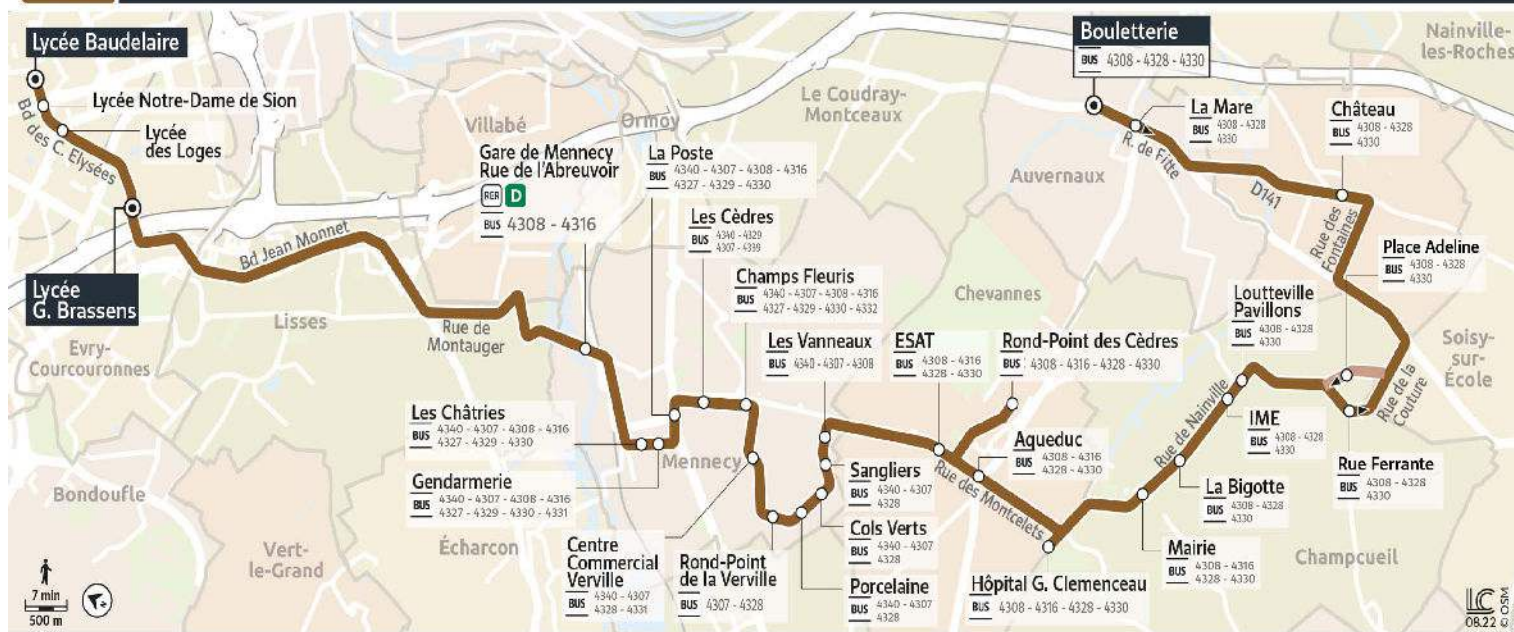 Lycée Baudelaire
Lycée Notre-Dame de Sion
Lycée
des Loges
Bd des C. Elysées
Lycée
G. Brassens
Bd Jean Monnet
Rue de
Montauger
Gare de Mennecy
Rue de l'Abreuvoir
RER D
BUS 4308 - 4316
Les Châtries
BUS 4340 - 4307 - 4308 - 4316
4327 - 4329 - 4330
Gendarmerie
BUS 4340 - 4307 - 4308 - 4316
4327 - 4329 - 4330 - 4331
La Poste
BUS 4340 - 4307 - 4308 - 4316
4327 - 4329 - 4330
Les Cèdres
BUS 4340 - 4329
4307 - 4339
Champs Fleuris
BUS 4340 - 4307 - 4308 - 4316
4327 - 4329 - 4330 - 4332
Centre
Commercial
Verville
BUS 4340 - 4307
4328 - 4331
Rond-Point
de la Verville
BUS 4307 - 4328
Porcelaine
BUS 4340 - 4307
4328
Cols Verts
BUS 4340 - 4307
4328
Sangliers
BUS 4340 - 4307
4328
Les Vanneaux
BUS 4340 - 4307 - 4308
ESAT
BUS 4308 - 4316
4328 - 4330
Rond-Point des Cèdres
BUS 4308 - 4316 - 4328 - 4330
Aqueduc
BUS 4308 - 4316
4328 - 4330
Rue des Montcelets
Hôpital G. Clemenceau
BUS 4308 - 4316 - 4328 - 4330
Mairie
BUS 4308 - 4316
4328 - 4330
La Bigotte
BUS 4308 - 4328
4330
Rue de Nainville
IME
BUS 4308 - 4328
4330
Loutteville
Pavillons
BUS 4308 - 4328
4330
Rue Ferrante
BUS 4308 - 4328
4330
Place Adeline
BUS 4308 - 4328
4330
Rue de la
Couture
Rue des
Fontaines
Château
BUS 4308 - 4328
4330
D141
R. de Fitte
La Mare
BUS 4308 - 4328
4330
Bouletterie
BUS 4308 - 4328 - 4330
Nainville-
les-Roches
Le Coudray-
Montceaux
Ormoy
Villabé
Auvernaux
Chevannes
Soisy-
sur-
École
Lisses
Evry-
Courcouronnes
Mennecy
Bondoufle
Vert-
le-Grand
Écharcon
Champcueil
7 min
500 m
LC
08.22 © OSM